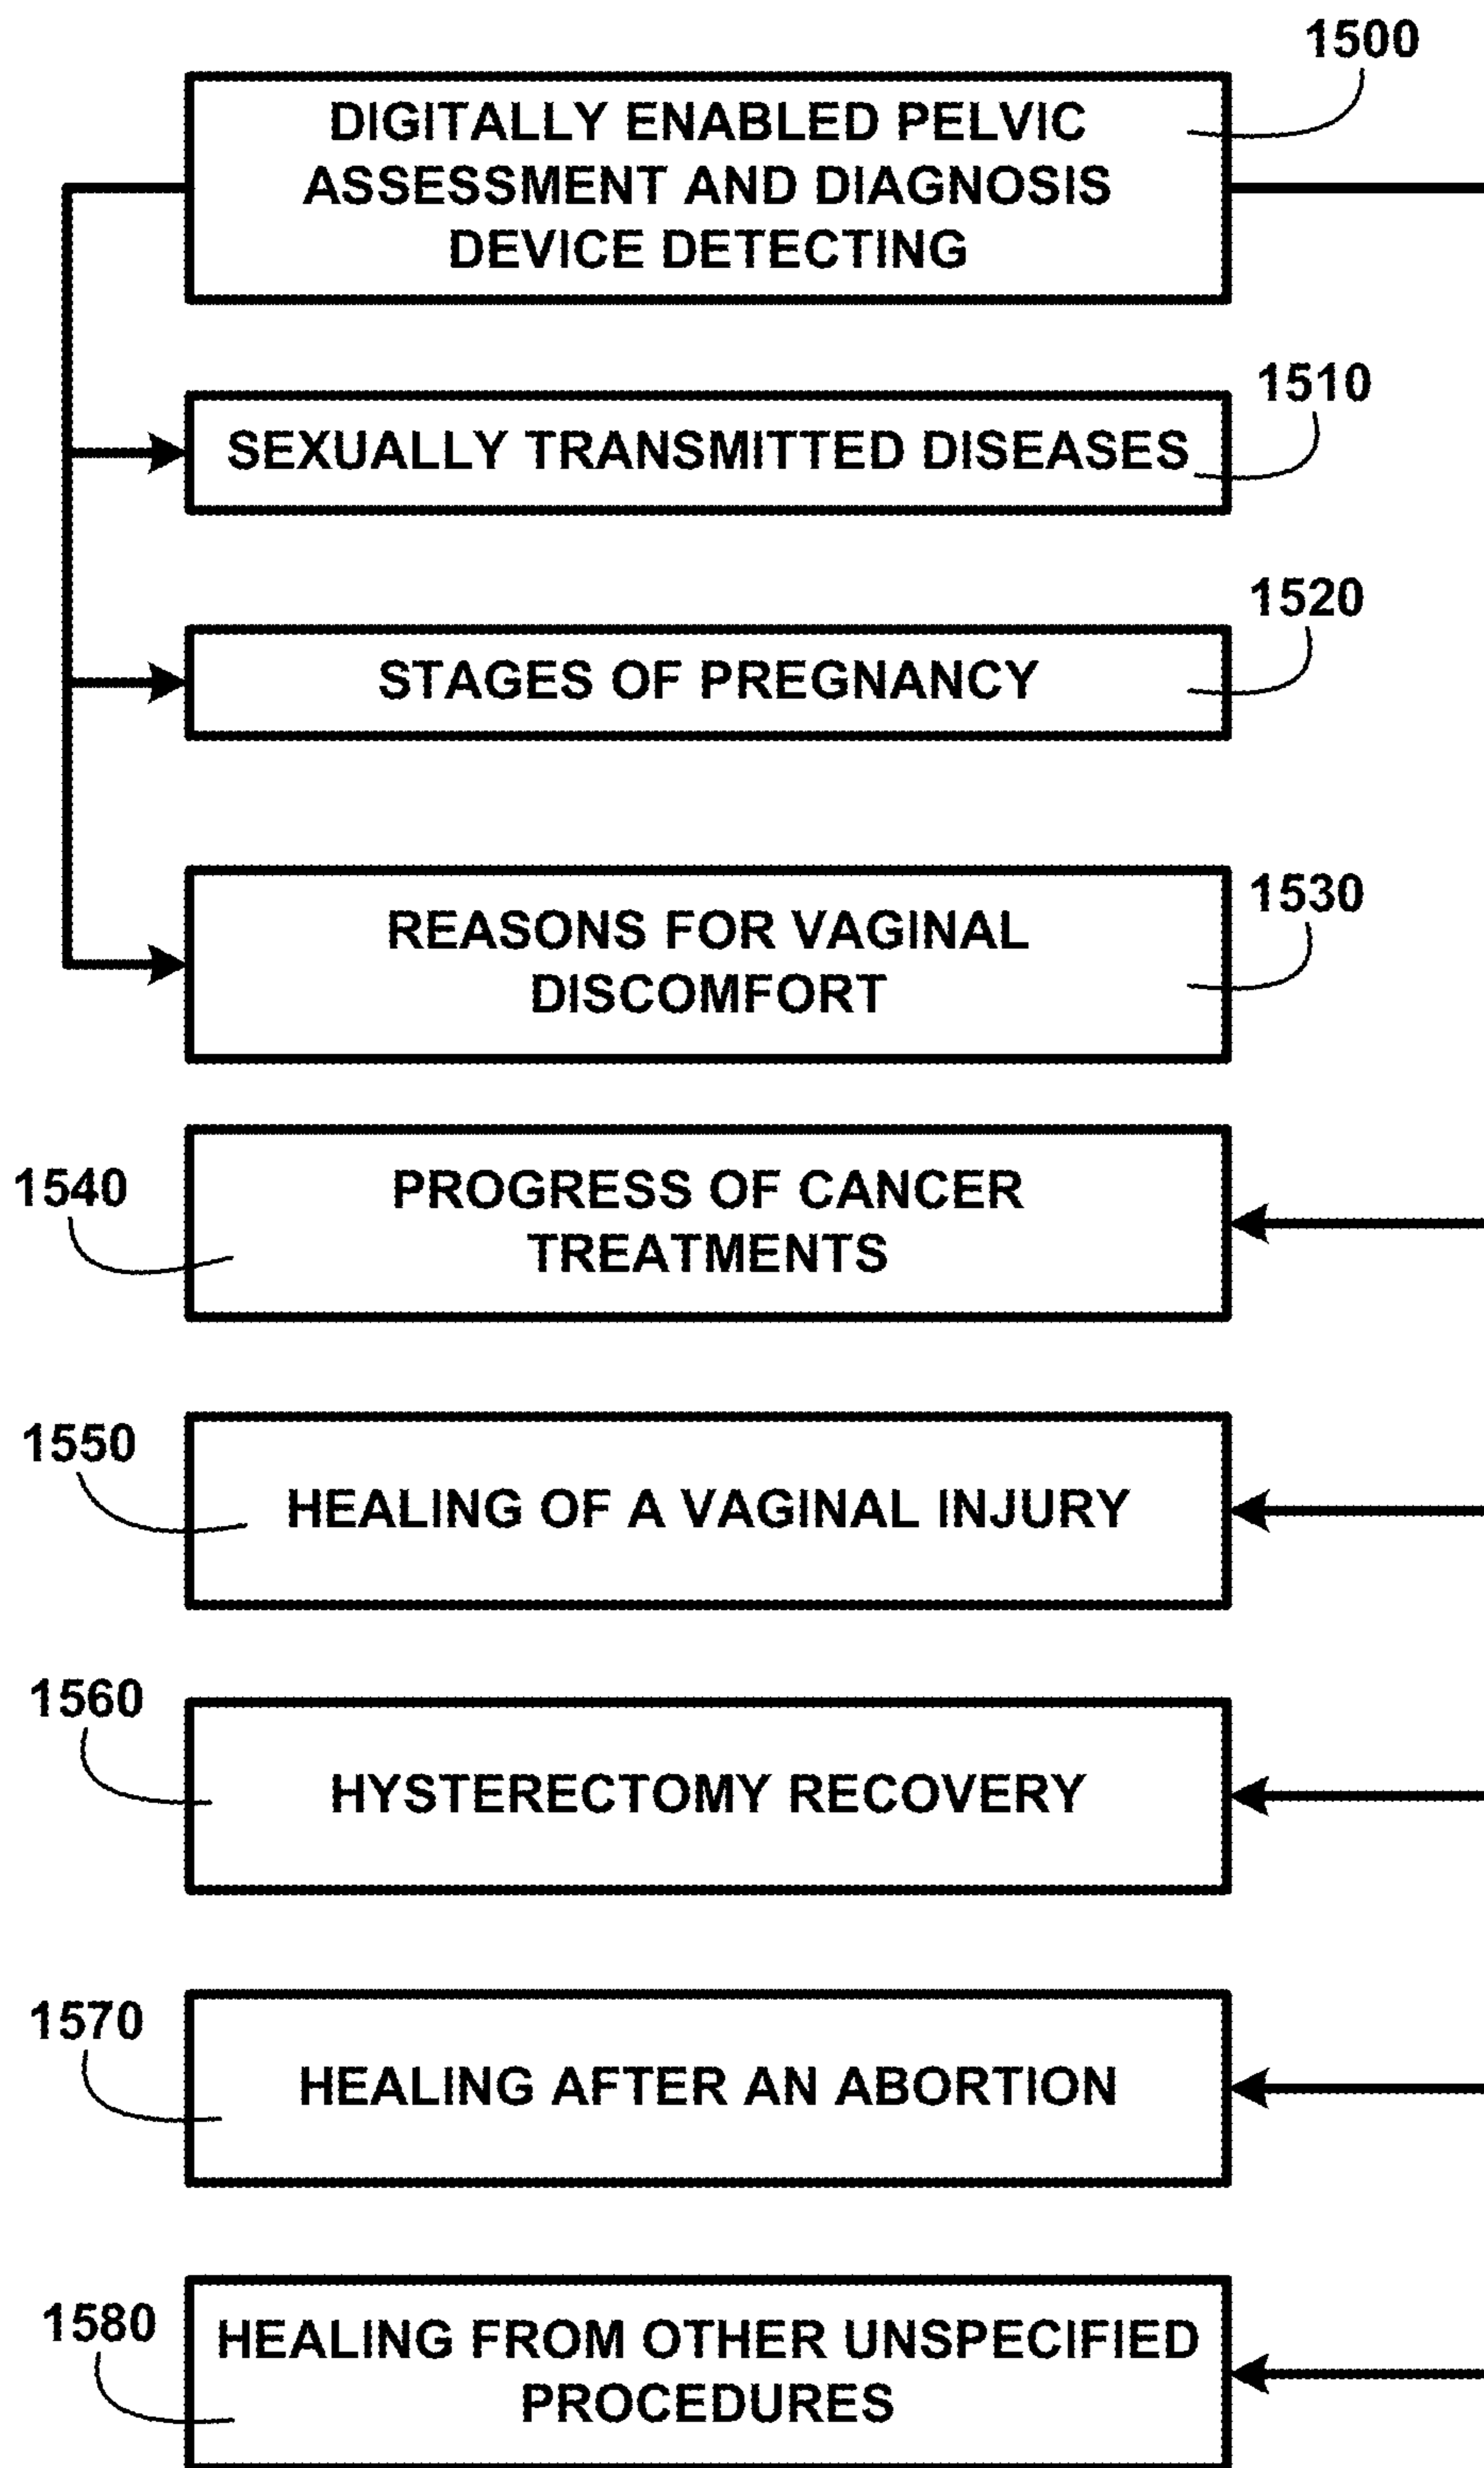 1500
DIGITALLY ENABLED PELVIC
ASSESSMENT AND DIAGNOSIS
DEVICE DETECTING
1510
SEXUALLY TRANSMITTED DISEASES
1520
STAGES OF PREGNANCY
1530
REASONS FOR VAGINAL
DISCOMFORT
1540
PROGRESS OF CANCER
TREATMENTS
1550
HEALING OF A VAGINAL INJURY
1560
HYSTERECTOMY RECOVERY
1570
HEALING AFTER AN ABORTION
1580
HEALING FROM OTHER UNSPECIFIED
PROCEDURES